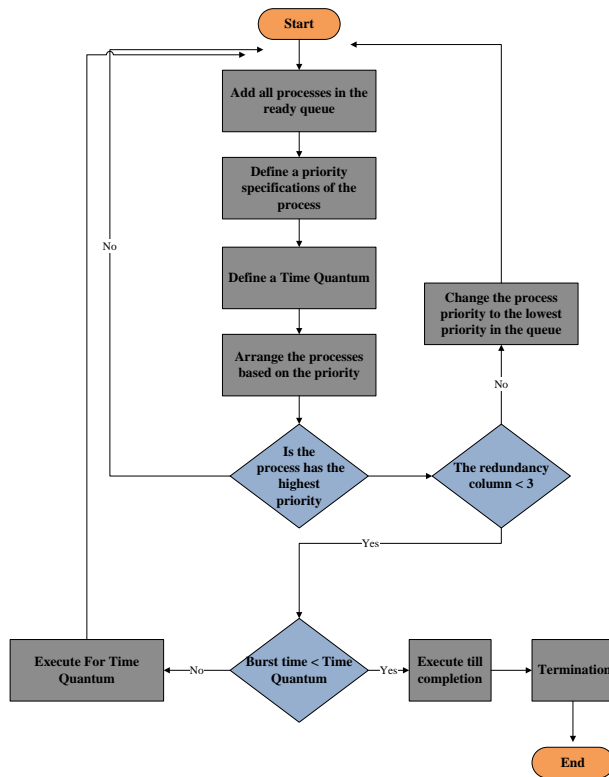 Start
Add all processes in the
ready queue
Define a priority
specifications of the
process
No
Define a Time Quantum
Change the process
priority to the lowest
priority in the queue
Arrange the processes
based on the priority
No
Is the
process has the
highest
priority
The redundancy
column < 3
Yes
Execute For Time
Quantum
No
Burst time < Time
Quantum
Yes
Execute till
completion
Termination
End